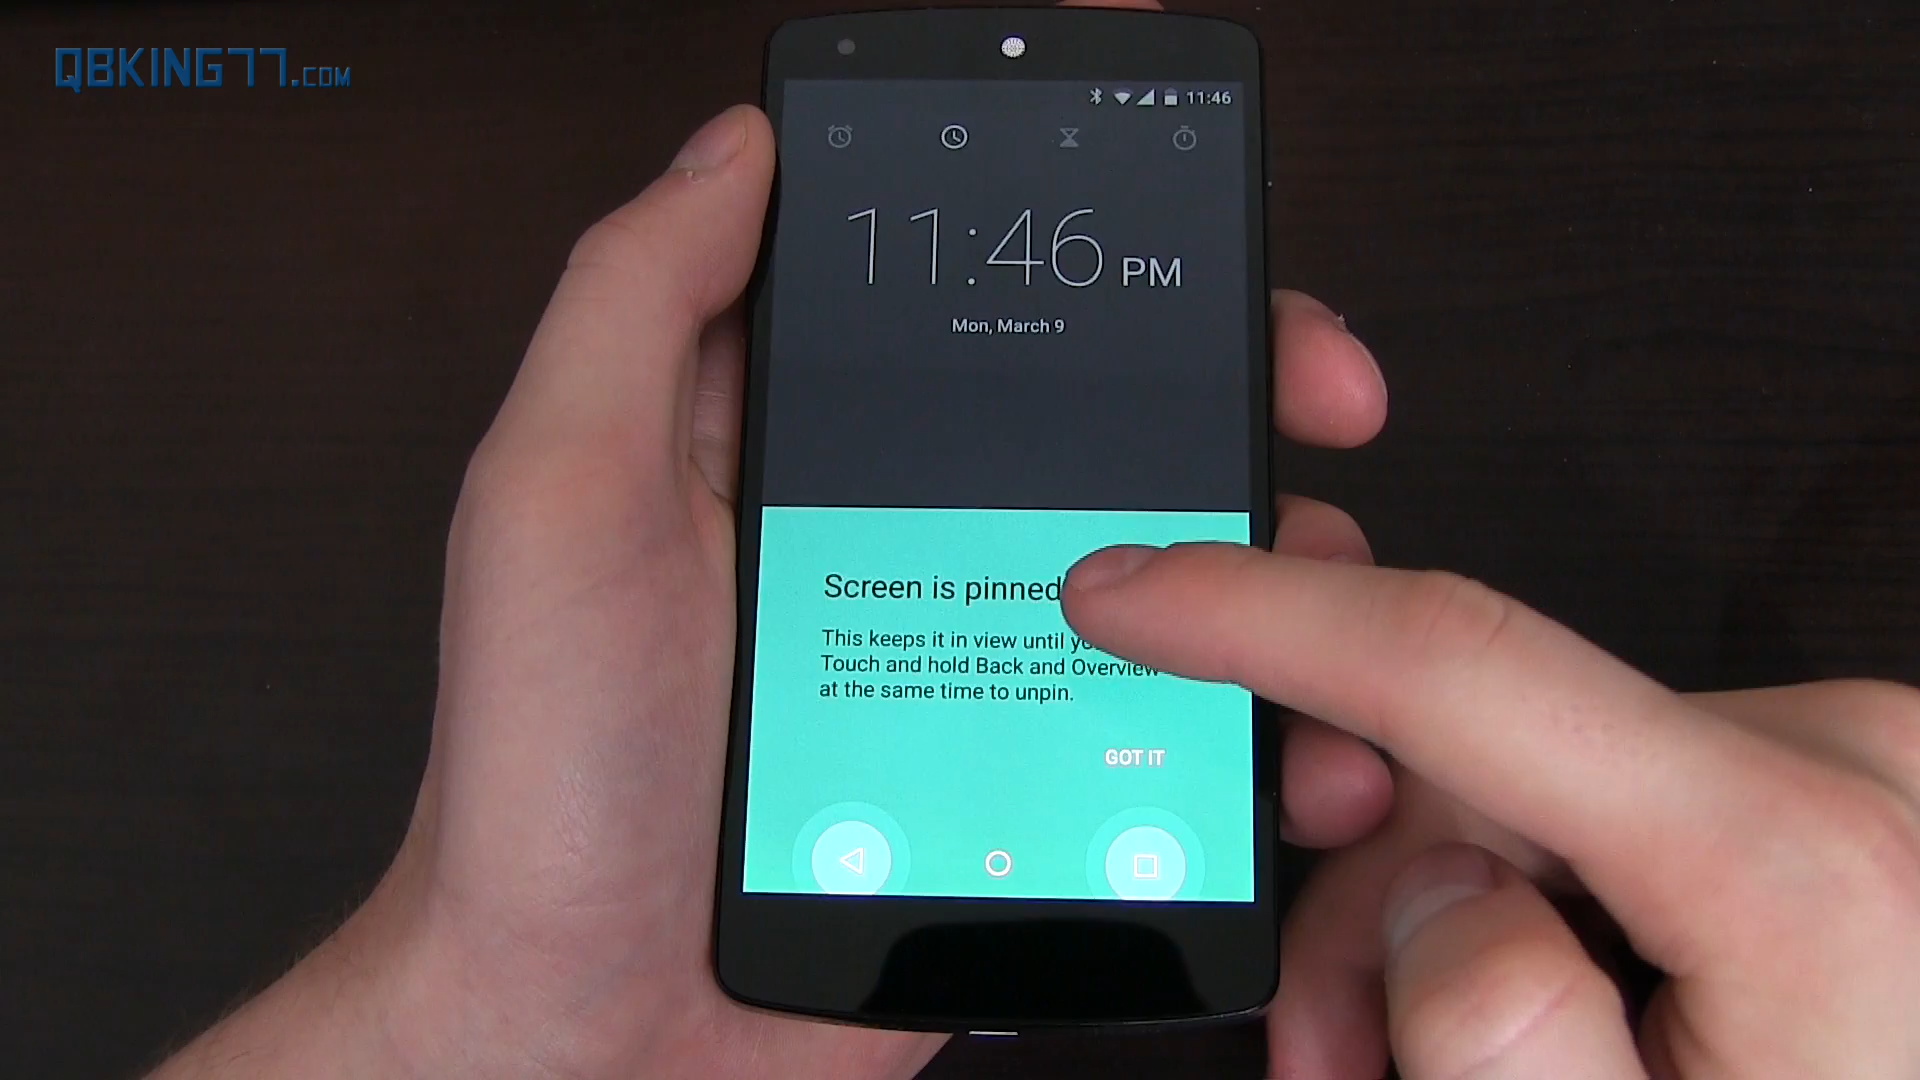 QBKING77.COM
11:46
11:46 PM
Mon, March 9
Screen is pinned
This keeps it in view until
Touch and hold Back and Overview
at the same time to unpin.
GOT IT